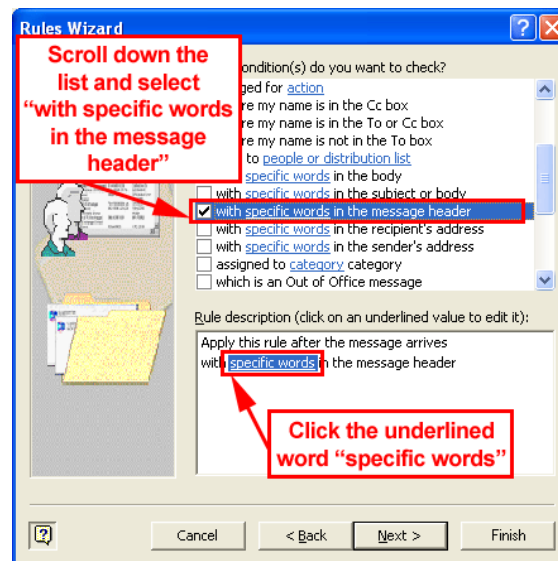 Rules Wizard
Scroll down the
list and select
“with specific words
in the message
header”
ondition(s) do you want to check?
ged for action
re my name is in the Cc box
re my name is in the To or Cc box
re my name is not in the To box
to people or distribution list
specific words in the body
with specific words in the subject or body
with specific words in the message header
with specific words in the recipient's address
with specific words in the sender's address
assigned to category category
which is an Out of Office message
Rule description (click on an underlined value to edit it):
Apply this rule after the message arrives
with specific words in the message header
Click the underlined
word “specific words”
Cancel
< Back
Next >
Finish